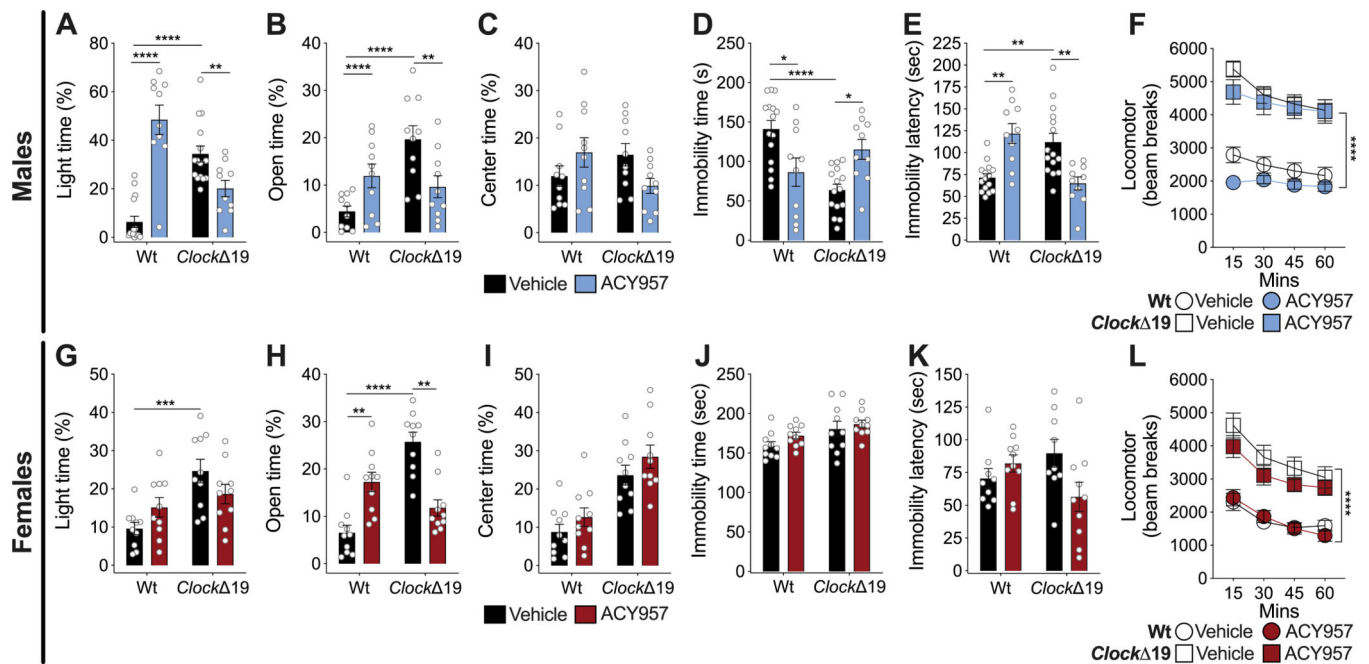 Males
A
Light time (%)
80
60
40
20
0
****
****
**
Wt
ClockΔ19
B
Open time (%)
40
30
20
10
0
****
****
**
Wt
ClockΔ19
C
Center time (%)
40
30
20
10
0
Wt
ClockΔ19
D
Immobility time (s)
250
200
150
100
50
0
*
****
*
Wt
ClockΔ19
E
Immobility latency (sec)
225
200
175
150
125
100
75
50
25
0
**
**
**
Wt
ClockΔ19
F
Locomotor
(beam breaks)
6000
5000
4000
3000
2000
1000
0
****
15 30 45 60
Mins
Vehicle ACY957
Wt Vehicle ACY957
ClockΔ19 Vehicle ACY957
Females
G
Light time (%)
50
40
30
20
10
0
***
Wt
ClockΔ19
H
Open time (%)
40
30
20
10
0
****
**
**
Wt
ClockΔ19
I
Center time (%)
50
40
30
20
10
0
Wt
ClockΔ19
J
Immobility time (sec)
250
200
150
100
50
0
Wt
ClockΔ19
K
Immobility latency (sec)
150
125
100
75
50
25
0
Wt
ClockΔ19
L
Locomotor
(beam breaks)
6000
5000
4000
3000
2000
1000
0
****
15 30 45 60
Mins
Vehicle ACY957
Wt Vehicle ACY957
ClockΔ19 Vehicle ACY957